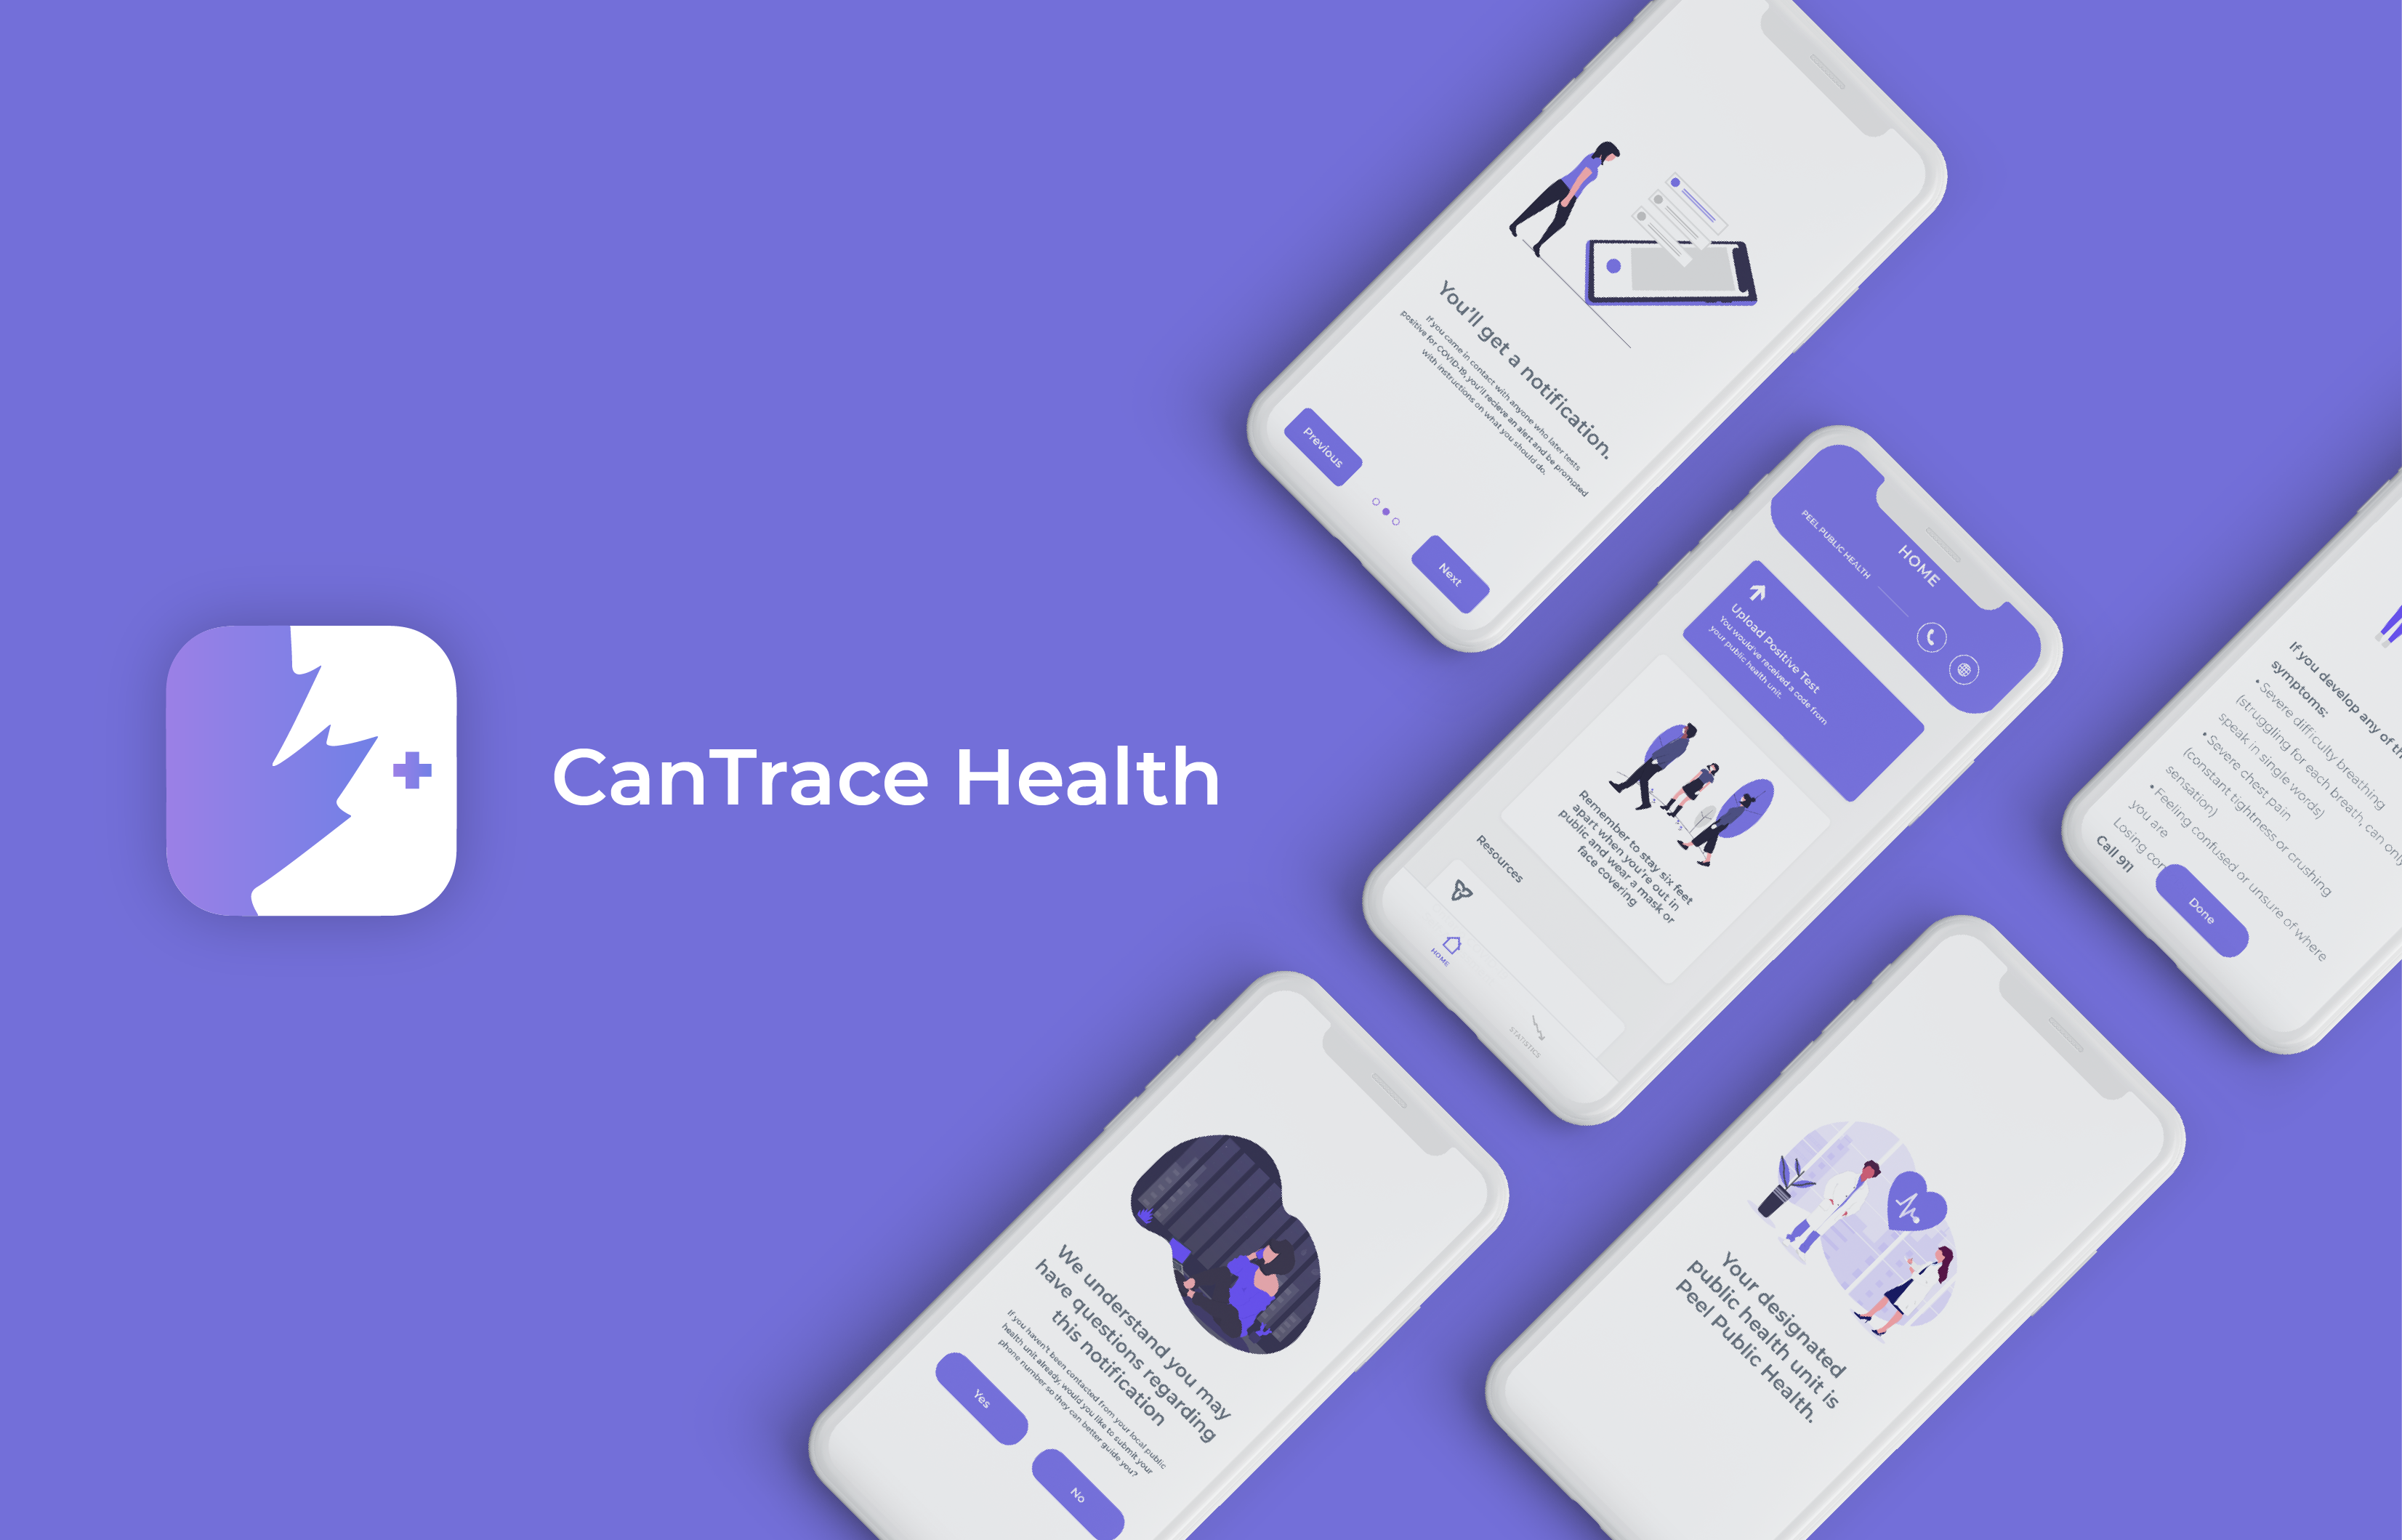 CanTrace Health
You'll get a notification.
If you came in contact with anyone who later tests
positive for COVID-19, you'll recieve an alert and be prompted
with instructions on what you should do.
Previous
Next
HOME
PEEL PUBLIC HEALTH
Upload Positive Test
You would've received a code from
your public health unit.
Remember to stay six feet
apart when you're out in
public and wear a mask or
face covering
Resources
HOME
STATISTICS
If you develop any of
symptoms:
• Severe difficulty breathing
(struggling for each breath, can only
speak in single words)
• Severe chest pain
(constant tightness or crushing
sensation)
• Feeling confused or unsure of where
you are
Losing
Call 911
Done
We understand you may
have questions regarding
this notification
If you haven't been contacted from your local public
health unit already, would you like to submit your
phone number so they can better guide you?
Yes
No
Your designated
public health unit is
Peel Public Health.